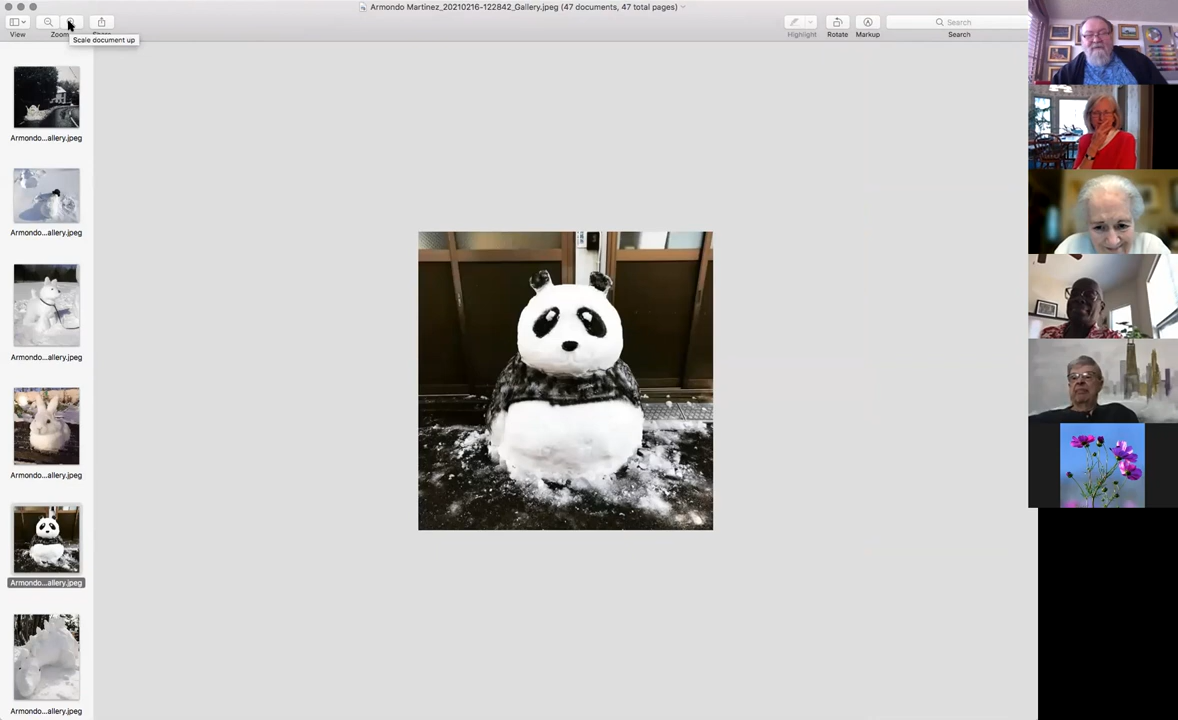 Armondo Martinez_20210216-122842_Gallery.jpeg (47 documents, 47 total pages)
View
Zoom
Share
Scale document up
Highlight
Rotate
Markup
Search
Search
Armondo...allery.jpeg
Armondo...allery.jpeg
Armondo...allery.jpeg
Armondo...allery.jpeg
Armondo...allery.jpeg
Armondo...allery.jpeg